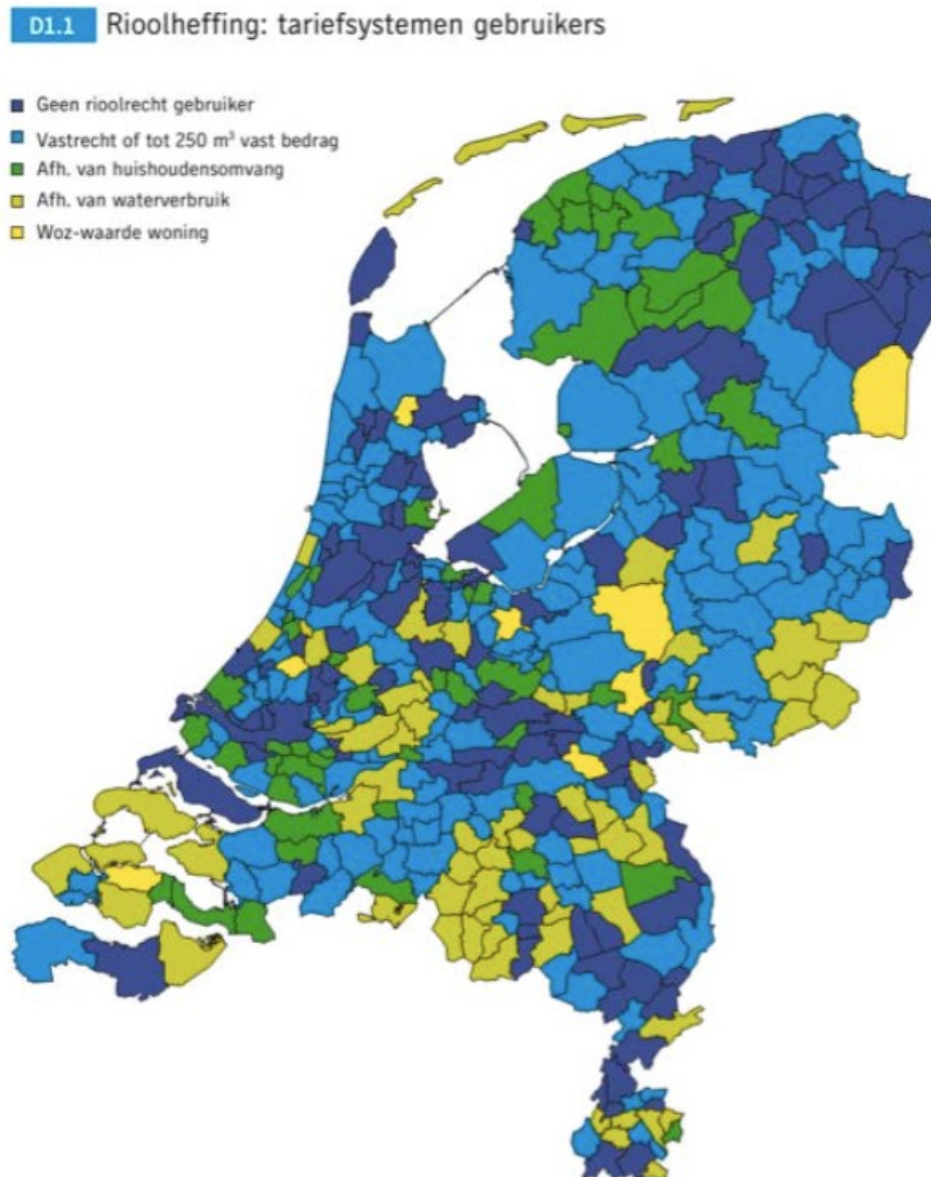 D1.1 Rioolheffing: tariefsystemen gebruikers
Geen rioolrecht gebruiker
Vastrecht of tot 250 m³ vast bedrag
Afh. van huishoudensomvang
Afh. van waterverbruik
Woz-waarde woning